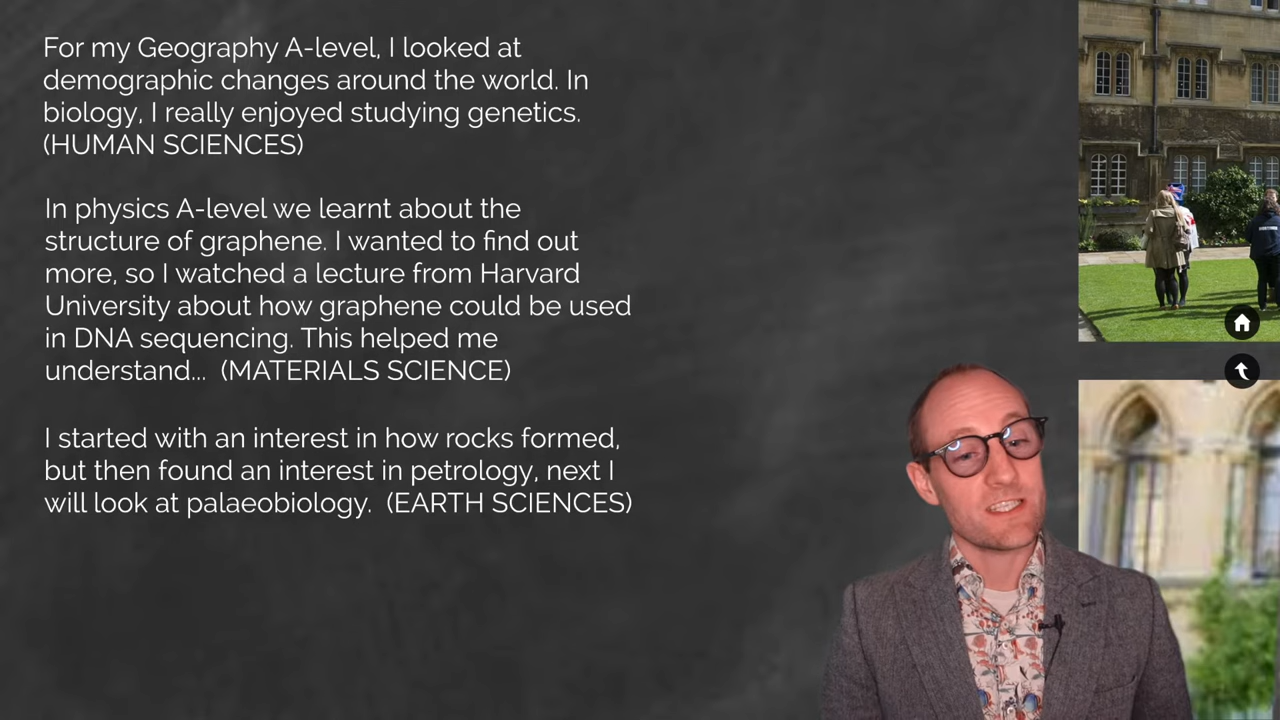 For my Geography A-level, I looked at
demographic changes around the world. In
biology, I really enjoyed studying genetics.
(HUMAN SCIENCES)
In physics A-level we learnt about the
structure of graphene. I wanted to find out
more, so I watched a lecture from Harvard
University about how graphene could be used
in DNA sequencing. This helped me
understand... (MATERIALS SCIENCE)
I started with an interest in how rocks formed,
but then found an interest in petrology, next I
will look at palaeobiology. (EARTH SCIENCES)